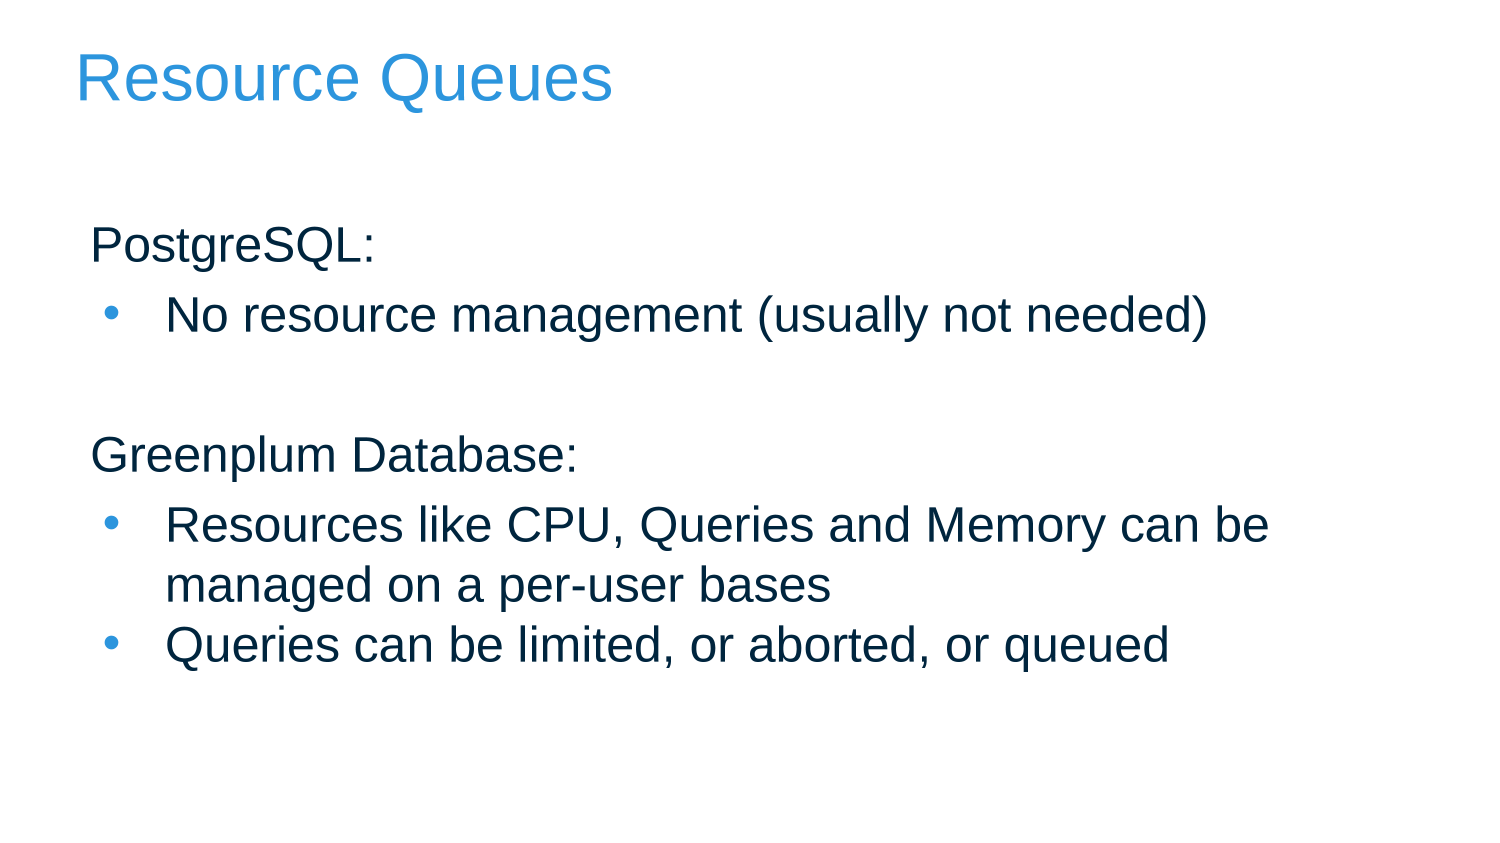 Resource Queues
PostgreSQL:
• No resource management (usually not needed)
Greenplum Database:
• Resources like CPU, Queries and Memory can be
managed on a per-user bases
• Queries can be limited, or aborted, or queued